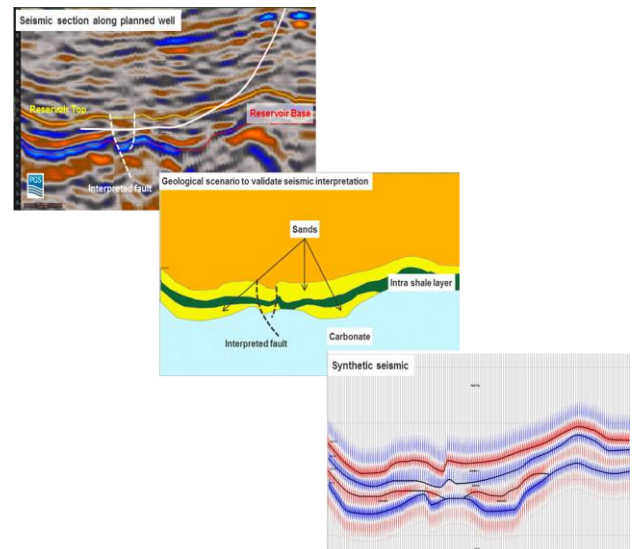 Seismic section along planned well
Reservoir Top
Reservoir Base
Interpreted fault
PGS
Geological scenario to validate seismic interpretation
Sands
Intra shale layer
Interpreted fault
Carbonate
Synthetic seismic